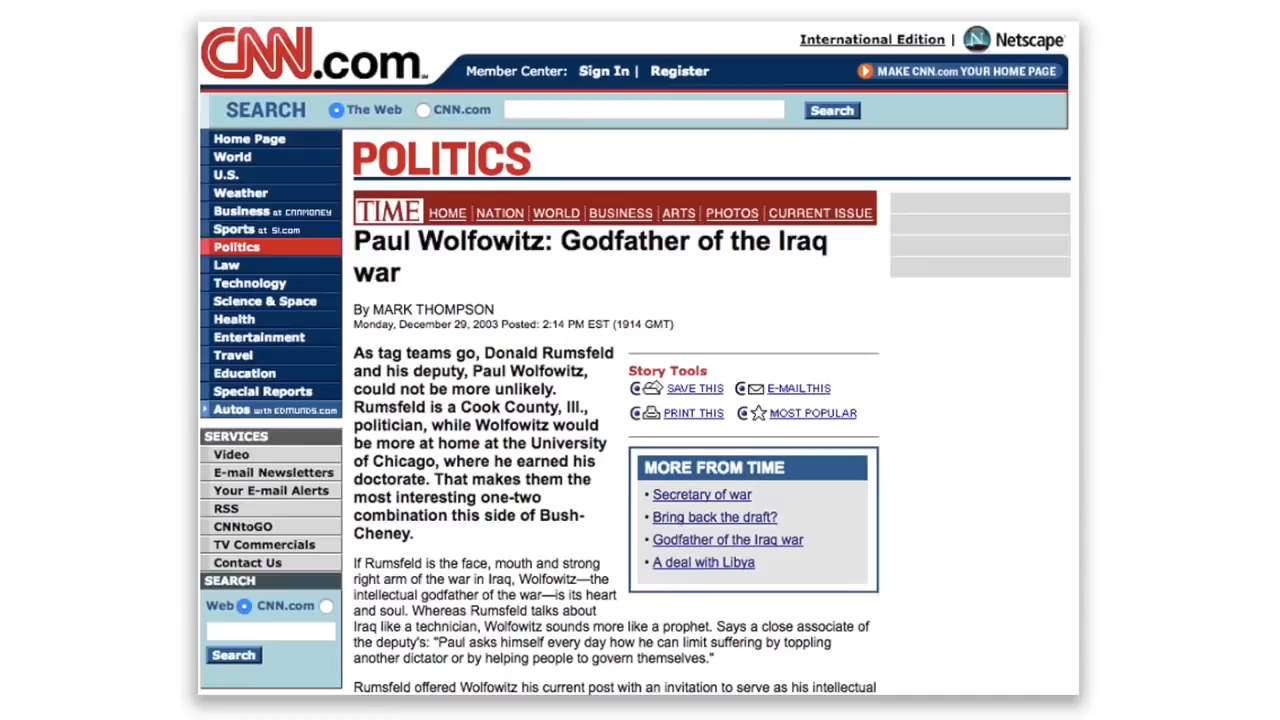 CNN.com
International Edition | Netscape
Member Center: Sign In | Register
MAKE CNN.com YOUR HOME PAGE
SEARCH The Web CNN.com Search
Home Page
World
U.S.
Weather
Business at CNNMONEY
Sports at SI.com
Politics
Law
Technology
Science & Space
Health
Entertainment
Travel
Education
Special Reports
Autos with EDMUNDS.com
SERVICES
Video
E-mail Newsletters
Your E-mail Alerts
RSS
CNNtoGO
TV Commercials
Contact Us
SEARCH
Web CNN.com
Search
POLITICS
TIME HOME | NATION | WORLD | BUSINESS | ARTS | PHOTOS | CURRENT ISSUE
Paul Wolfowitz: Godfather of the Iraq
war
By MARK THOMPSON
Monday, December 29, 2003 Posted: 2:14 PM EST (1914 GMT)
As tag teams go, Donald Rumsfeld
and his deputy, Paul Wolfowitz,
could not be more unlikely.
Rumsfeld is a Cook County, Ill.,
politician, while Wolfowitz would
be more at home at the University
of Chicago, where he earned his
doctorate. That makes them the
most interesting one-two
combination this side of Bush-
Cheney.
Story Tools
SAVE THIS E-MAIL THIS
PRINT THIS MOST POPULAR
MORE FROM TIME
• Secretary of war
• Bring back the draft?
• Godfather of the Iraq war
• A deal with Libya
If Rumsfeld is the face, mouth and strong
right arm of the war in Iraq, Wolfowitz—the
intellectual godfather of the war—is its heart
and soul. Whereas Rumsfeld talks about
Iraq like a technician, Wolfowitz sounds more like a prophet. Says a close associate of
the deputy's: "Paul asks himself every day how he can limit suffering by toppling
another dictator or by helping people to govern themselves."
Rumsfeld offered Wolfowitz his current post with an invitation to serve as his intellectual